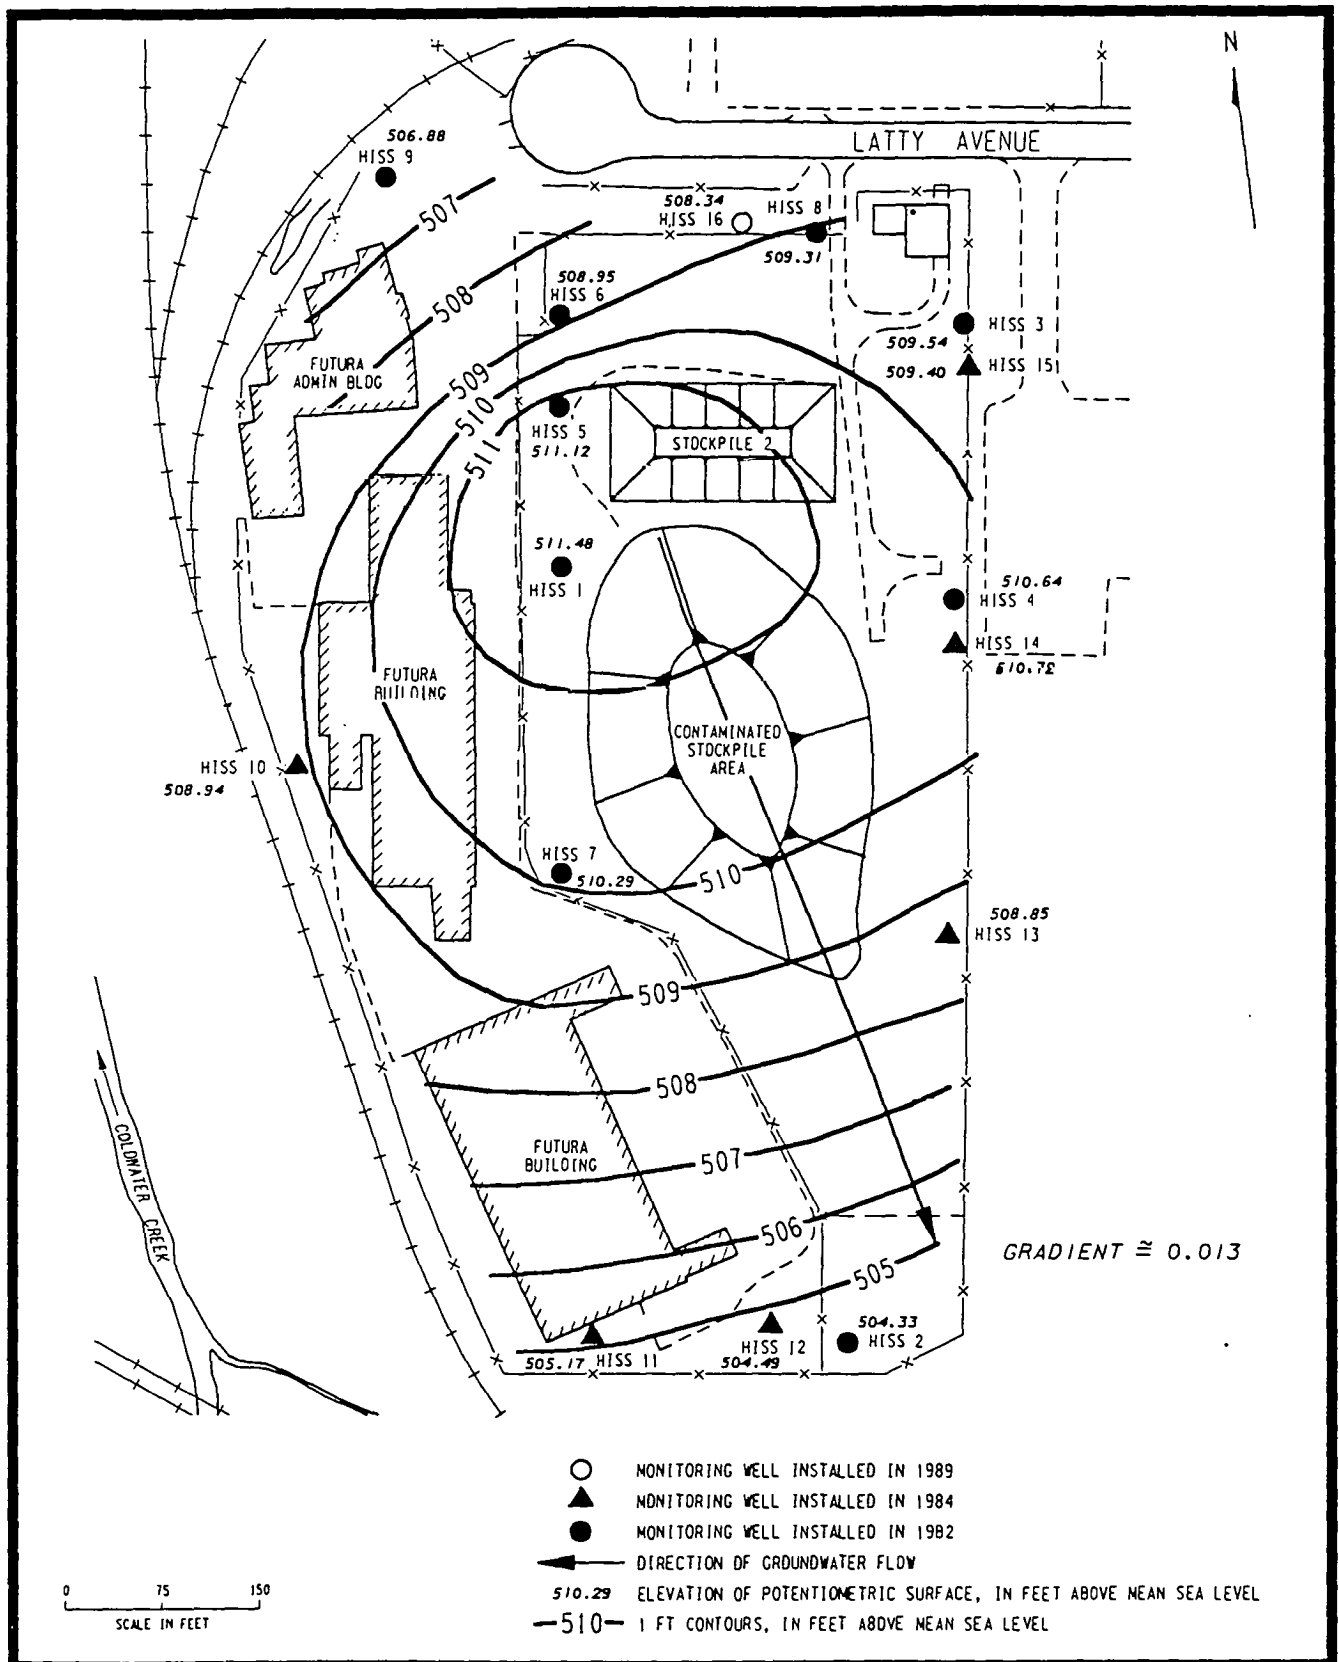 N
LATTY AVENUE
506.88
HISS 9
507
508.34
HISS 16
HISS 8
509.31
508
508.95
HISS 6
HISS 3
509.54
509.40
HISS 15
FUTURA
ADMIN BLDG
509
510
511
HISS 5
511.12
STOCKPILE 2
511.48
HISS 1
510.64
HISS 4
HISS 14
FUTURA
BUILDING
CONTAMINATED
STOCKPILE
AREA
HISS 10
508.94
HISS 7
510.29
510
508.85
HISS 13
509
508
COLDWATER CREEK
FUTURA
BUILDING
507
506
GRADIENT ≅ 0.013
505
504.33
HISS 2
HISS 12
504.49
505.17
HISS 11
MONITORING WELL INSTALLED IN 1989
MONITORING WELL INSTALLED IN 1984
MONITORING WELL INSTALLED IN 1982
DIRECTION OF GROUNDWATER FLOW
510.29 ELEVATION OF POTENTIOMETRIC SURFACE, IN FEET ABOVE MEAN SEA LEVEL
510 1 FT CONTOURS, IN FEET ABOVE MEAN SEA LEVEL
0 75 150
SCALE IN FEET